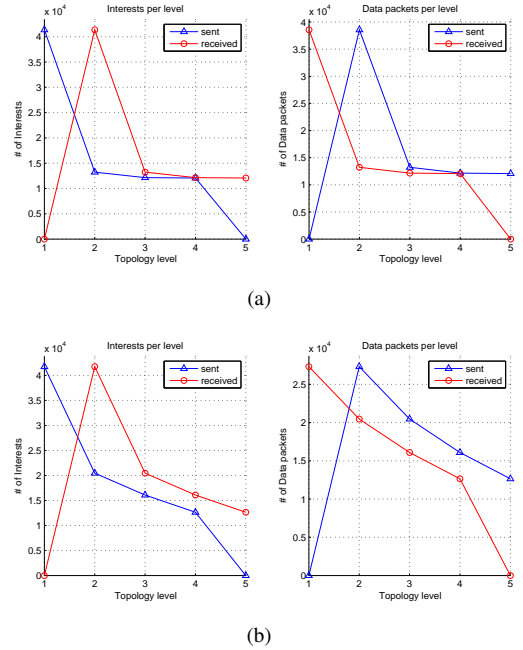 Interests per level
x 10^4
sent
received
4
3.5
3
2.5
2
1.5
1
0.5
0
# of Interests
1 2 3 4 5
Topology level
Data packets per level
x 10^4
sent
received
4
3.5
3
2.5
2
1.5
1
0.5
0
# of Data packets
1 2 3 4 5
Topology level
(a)
Interests per level
x 10^4
sent
received
4
3.5
3
2.5
2
1.5
1
0.5
0
# of Interests
1 2 3 4 5
Topology level
Data packets per level
x 10^4
sent
received
2.5
2
1.5
1
0.5
0
# of Data packets
1 2 3 4 5
Topology level
(b)